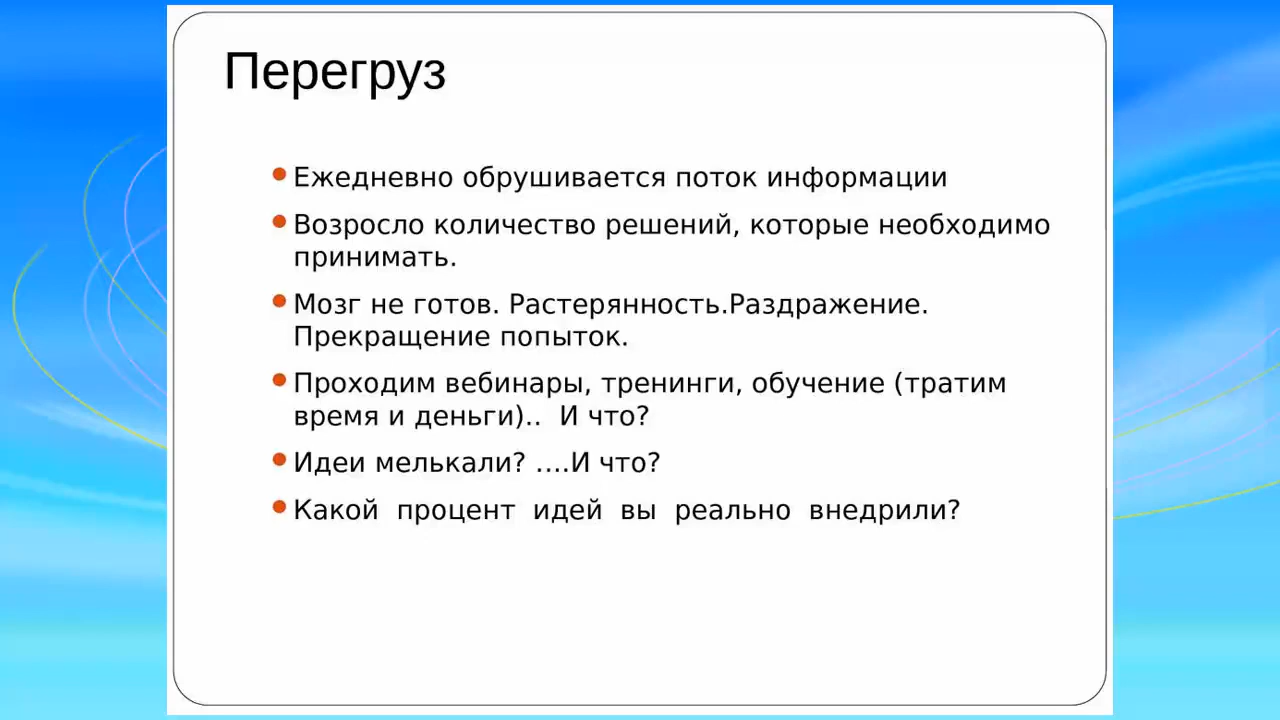 Перегруз
Ежедневно обрушивается поток информации
Возросло количество решений, которые необходимо
принимать.
Мозг не готов. Растерянность.Раздражение.
Прекращение попыток.
Проходим вебинары, тренинги, обучение (тратим
время и деньги)..  И что?
Идеи мелькали? ....И что?
Какой  процент  идей  вы  реально  внедрили?